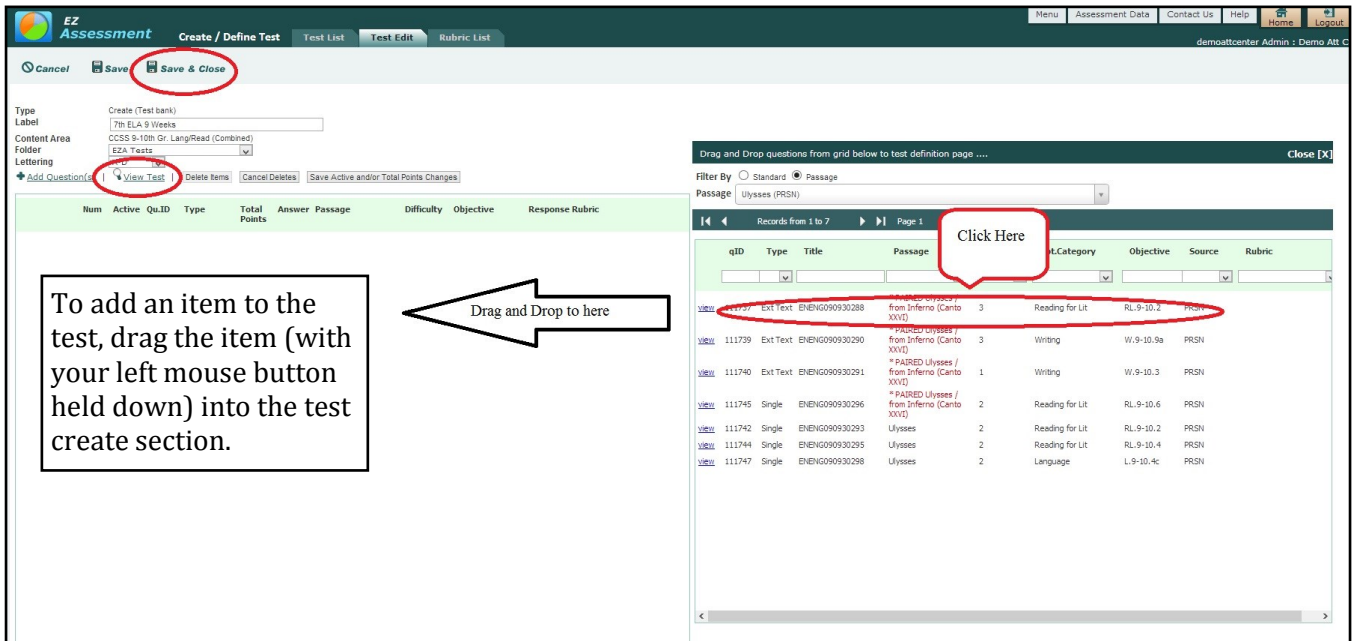 EZ
Assessment
Create / Define Test
Test List
Test Edit
Rubric List
Menu
Assessment Data
Contact Us
Help
Home
Logout
demoattcenter Admin : Demo Att C
Cancel
Save
Save & Close
Type Create (Test bank)
Label 7th ELA 9 Weeks
Content Area CCSS 9-10th Gr. Lang/Read (Combined)
Folder EZA Tests
Lettering
Add Question(s) | View Test | Delete Items Cancel Deletes Save Active and/or Total Points Changes
Num Active Qu.ID Type Total Points Answer Passage Difficulty Objective Response Rubric
To add an item to the
test, drag the item (with
your left mouse button
held down) into the test
create section.
Drag and Drop to here
Drag and Drop questions from grid below to test definition page .... Close [X]
Filter By Standard Passage
Passage Ulysses (PRSN)
Records from 1 to 7 Page 1
Click Here
qID Type Title Passage pt.Category Objective Source Rubric
view 111737 Ext Text ENENG090930288 * PAIRED Ulysses / from Inferno (Canto XXVI) 3 Reading for Lit RL.9-10.2 PRSN
view 111739 Ext Text ENENG090930290 * PAIRED Ulysses / from Inferno (Canto XXVI) 3 Writing W.9-10.9a PRSN
view 111740 Ext Text ENENG090930291 * PAIRED Ulysses / from Inferno (Canto XXVI) 1 Writing W.9-10.3 PRSN
view 111745 Single ENENG090930296 * PAIRED Ulysses / from Inferno (Canto XXVI) 2 Reading for Lit RL.9-10.6 PRSN
view 111742 Single ENENG090930293 Ulysses 2 Reading for Lit RL.9-10.2 PRSN
view 111744 Single ENENG090930295 Ulysses 2 Reading for Lit RL.9-10.4 PRSN
view 111747 Single ENENG090930298 Ulysses 2 Language L.9-10.4c PRSN